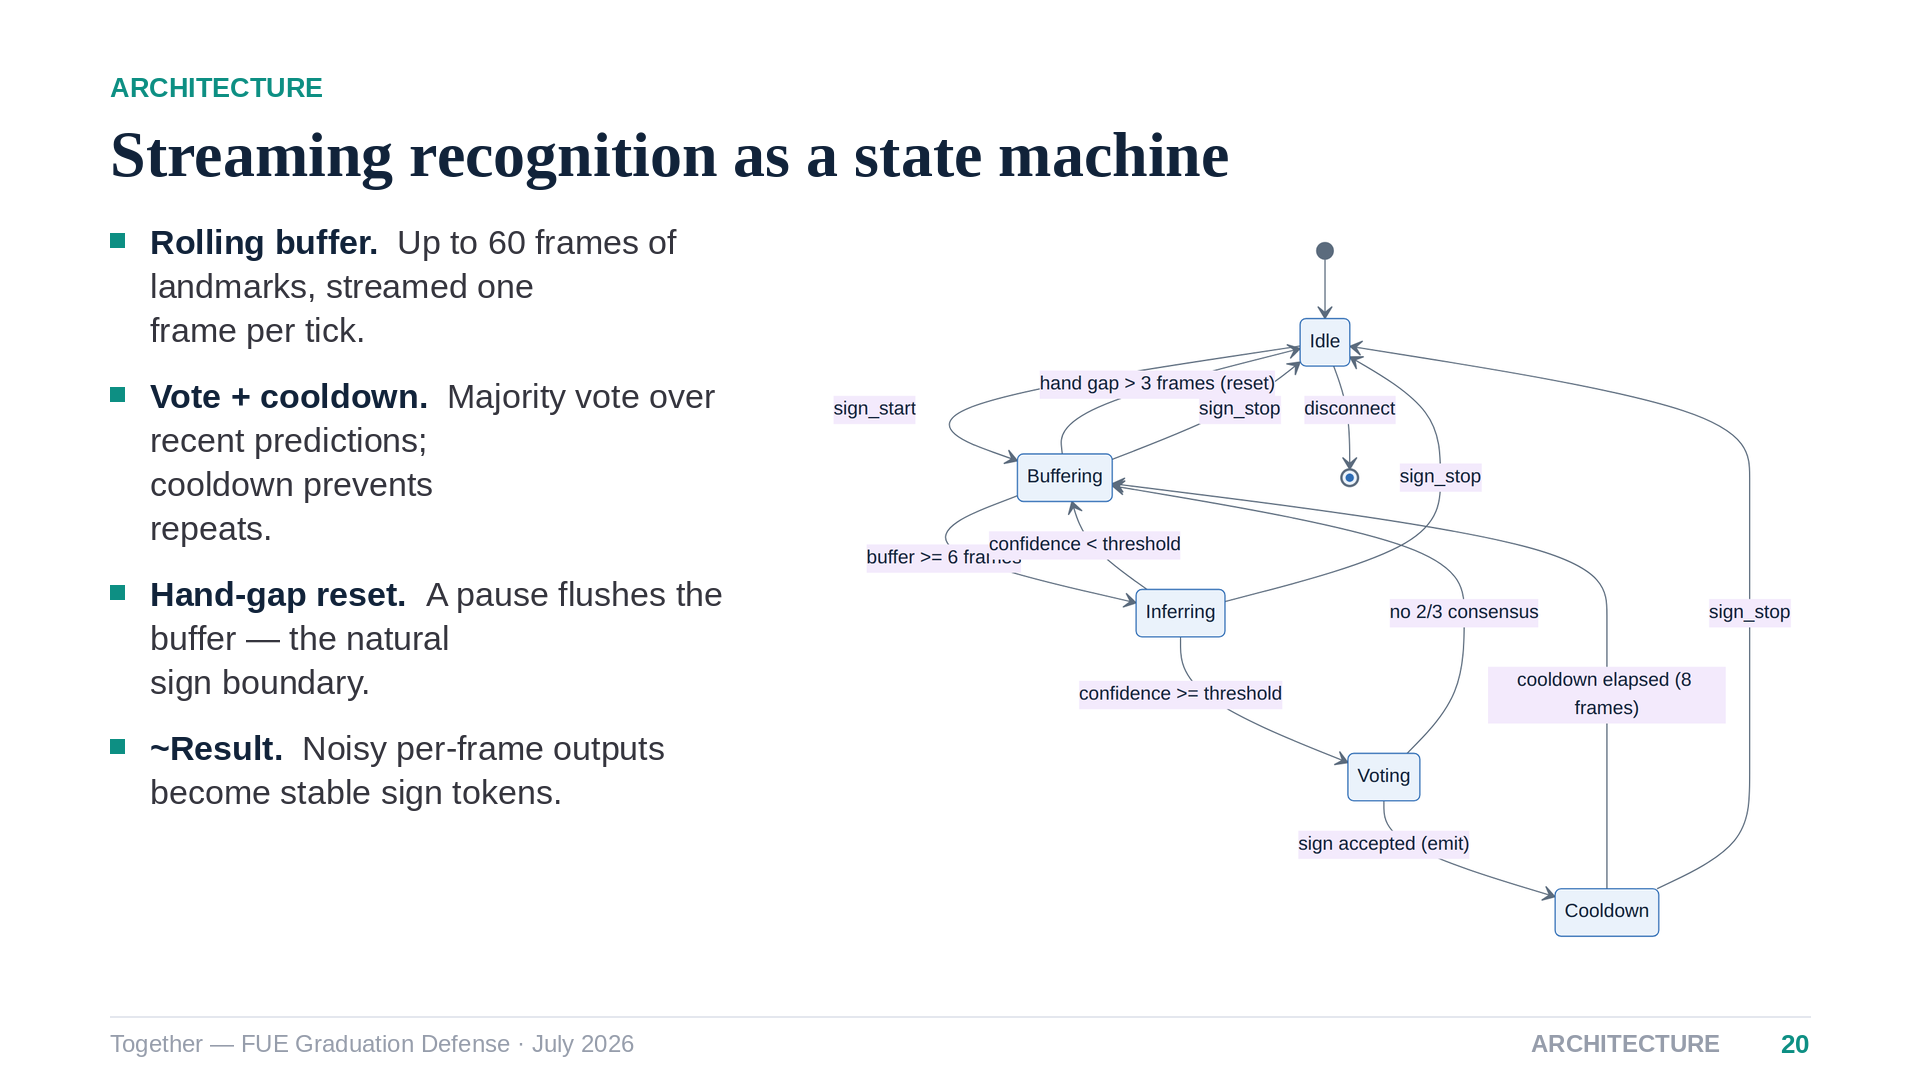 ARCHITECTURE
Streaming recognition as a state machine
Rolling buffer. Up to 60 frames of
landmarks, streamed one
frame per tick.
Vote + cooldown. Majority vote over
recent predictions;
cooldown prevents
repeats.
Hand-gap reset. A pause flushes the
buffer — the natural
sign boundary.
~Result. Noisy per-frame outputs
become stable sign tokens.
Idle
hand gap > 3 frames (reset)
sign_start
sign_stop
disconnect
Buffering
sign_stop
confidence < threshold
buffer >= 6 frames
Inferring
no 2/3 consensus
sign_stop
confidence >= threshold
cooldown elapsed (8
frames)
Voting
sign accepted (emit)
Cooldown
Together — FUE Graduation Defense · July 2026
ARCHITECTURE
20